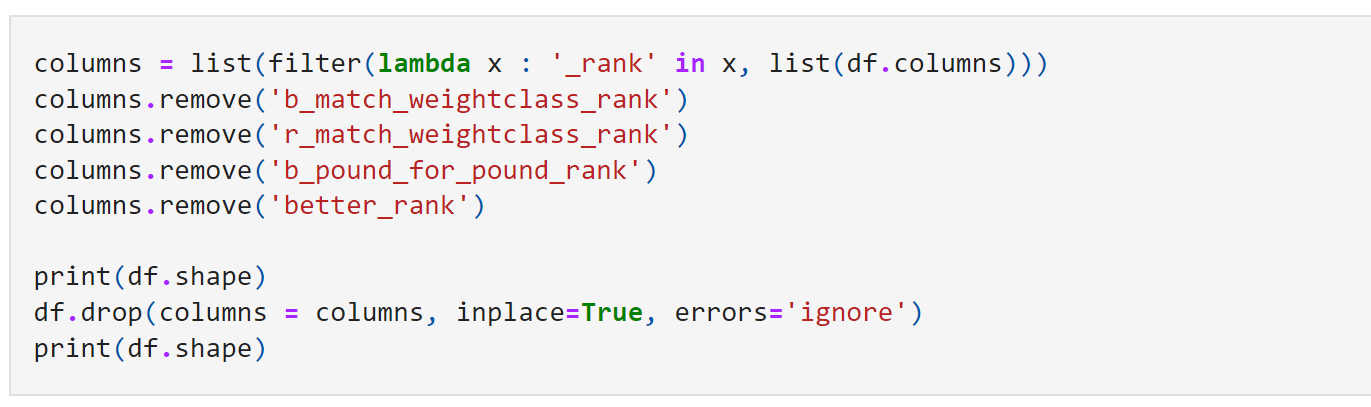 columns = list(filter(lambda x : '_rank' in x, list(df.columns)))
columns.remove('b_match_weightclass_rank')
columns.remove('r_match_weightclass_rank')
columns.remove('b_pound_for_pound_rank')
columns.remove('better_rank')
print(df.shape)
df.drop(columns = columns, inplace=True, errors='ignore')
print(df.shape)